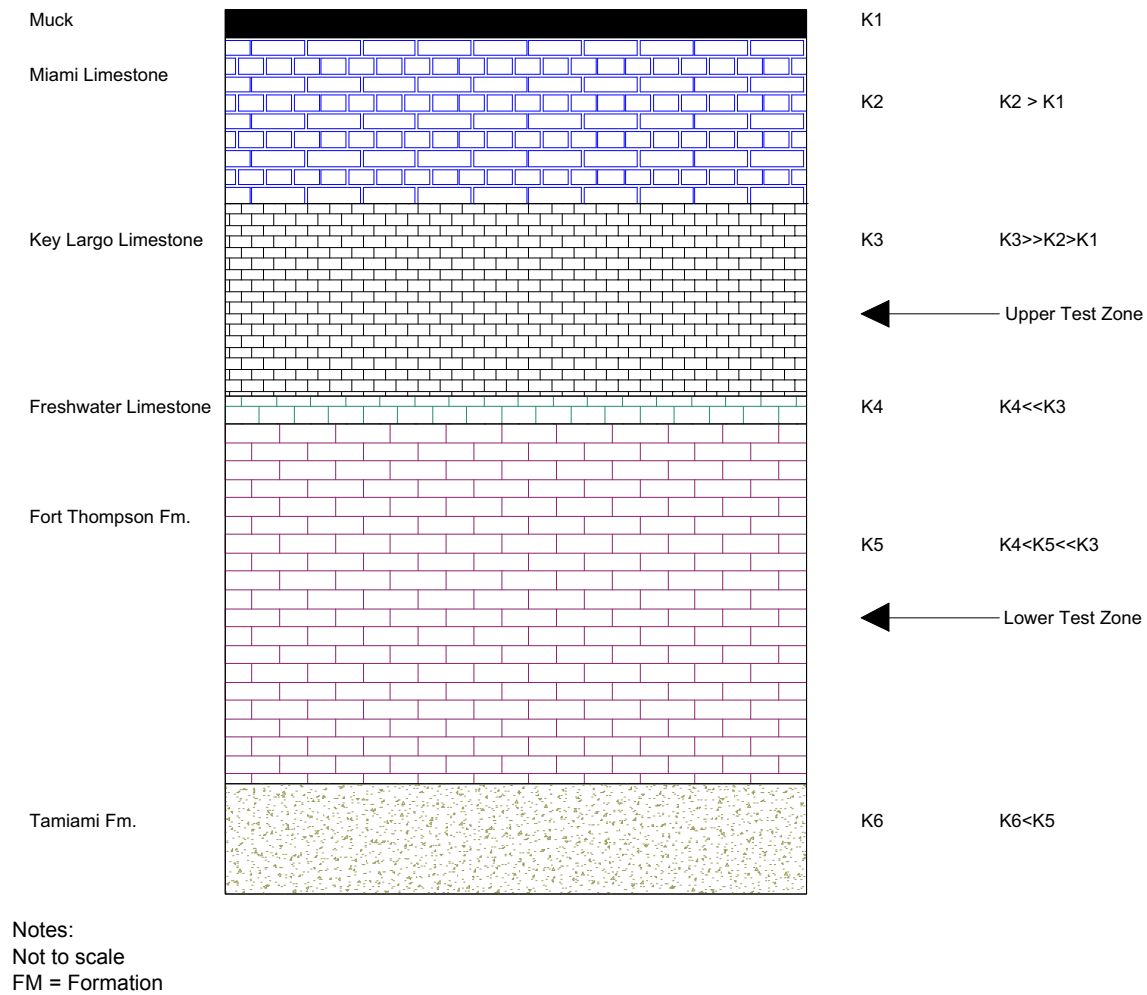 Muck K1
Miami Limestone
K2 K2 > K1
Key Largo Limestone K3 K3>>K2>K1
Upper Test Zone
Freshwater Limestone K4 K4<<K3
Fort Thompson Fm.
K5 K4<K5<<K3
Lower Test Zone
Tamiami Fm. K6 K6<K5
Notes:
Not to scale
FM = Formation